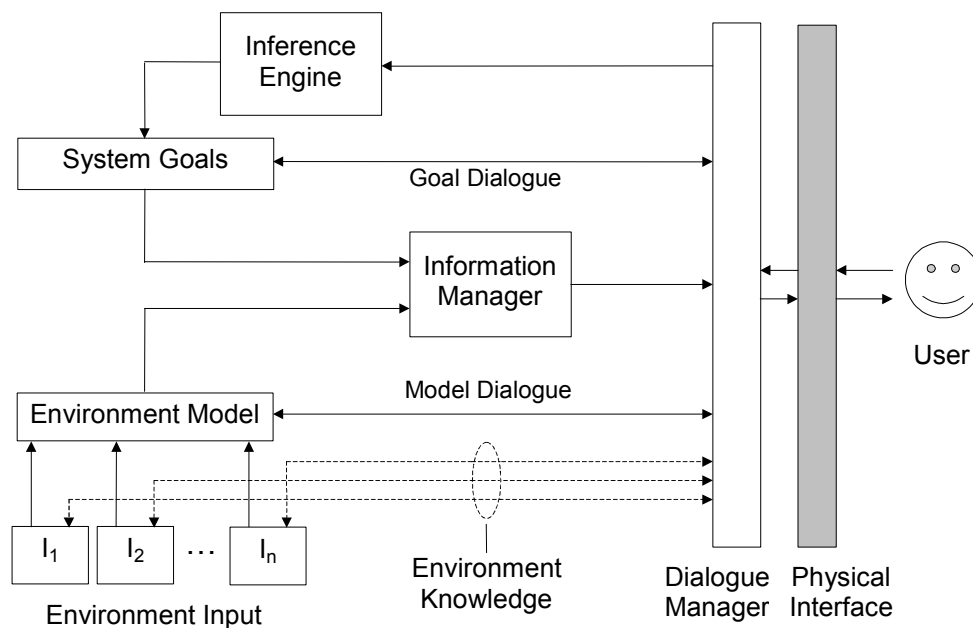 Inference
Engine
System Goals
Goal Dialogue
Information
Manager
User
Model Dialogue
Environment Model
I1
I2
...
In
Environment Input
Environment
Knowledge
Dialogue
Manager
Physical
Interface